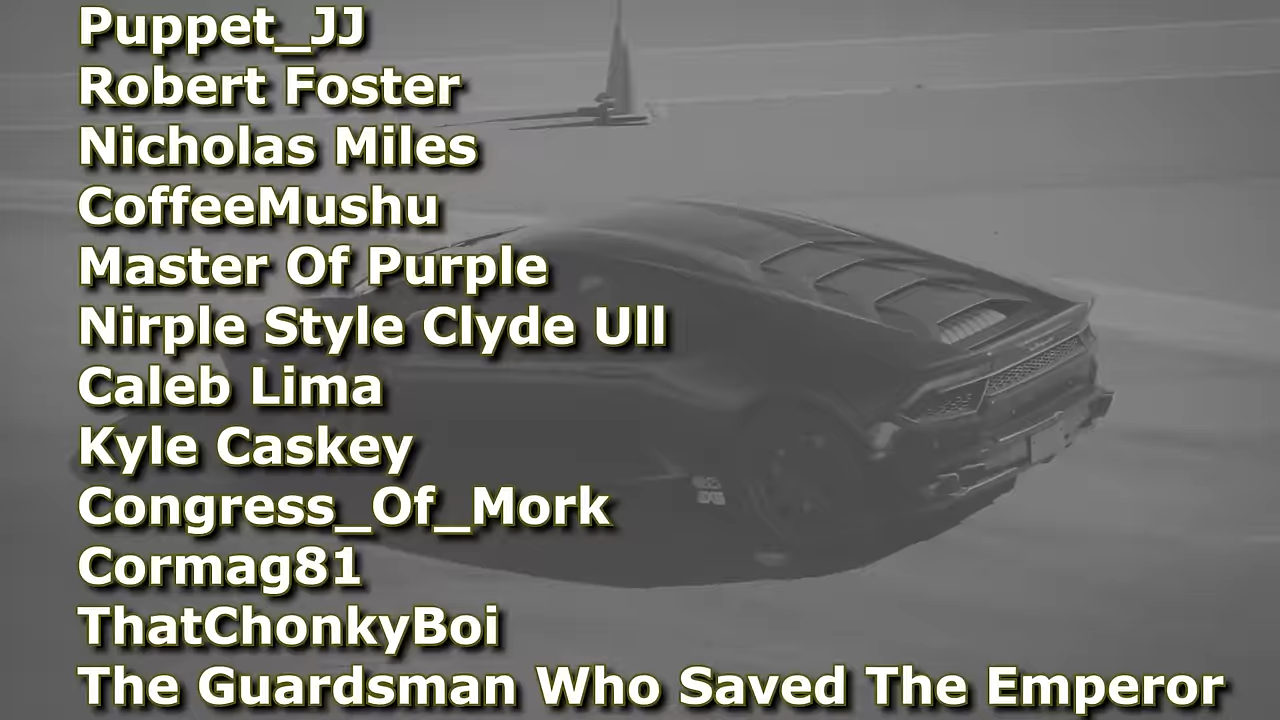 Puppet_JJ
Robert Foster
Nicholas Miles
CoffeeMushu
Master Of Purple
Nirple Style Clyde Ull
Caleb Lima
Kyle Caskey
Congress_Of_Mork
Cormag81
ThatChonkyBoi
The Guardsman Who Saved The Emperor